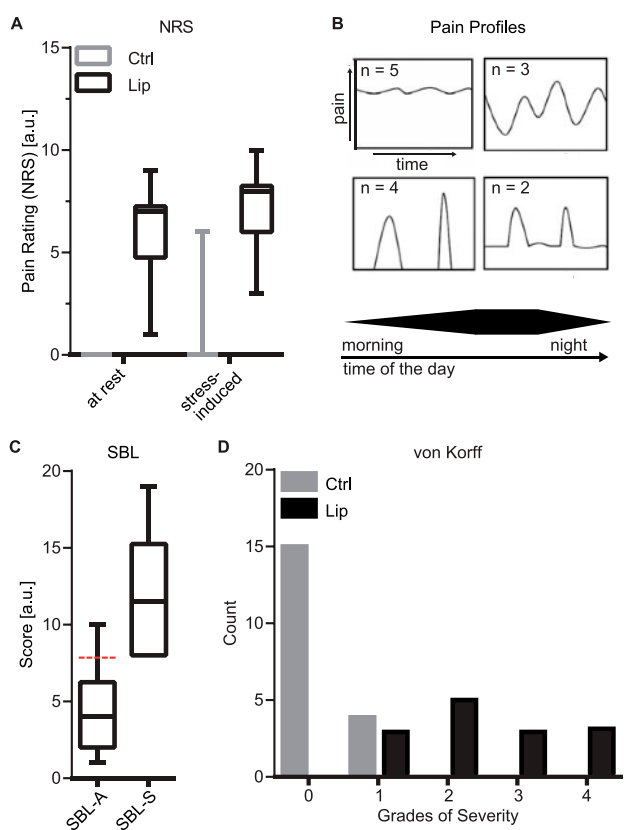 A
NRS
15
10
5
0
Pain Rating (NRS) [a.u.]
Ctrl
Lip
at rest
stress-
induced
B
Pain Profiles
n = 5
n = 3
pain
time
n = 4
n = 2
morning
night
time of the day
C
SBL
20
15
10
5
0
Score [a.u.]
SBL-A
SBL-S
D
von Korff
20
15
10
5
0
Count
Ctrl
Lip
0 1 2 3 4
Grades of Severity